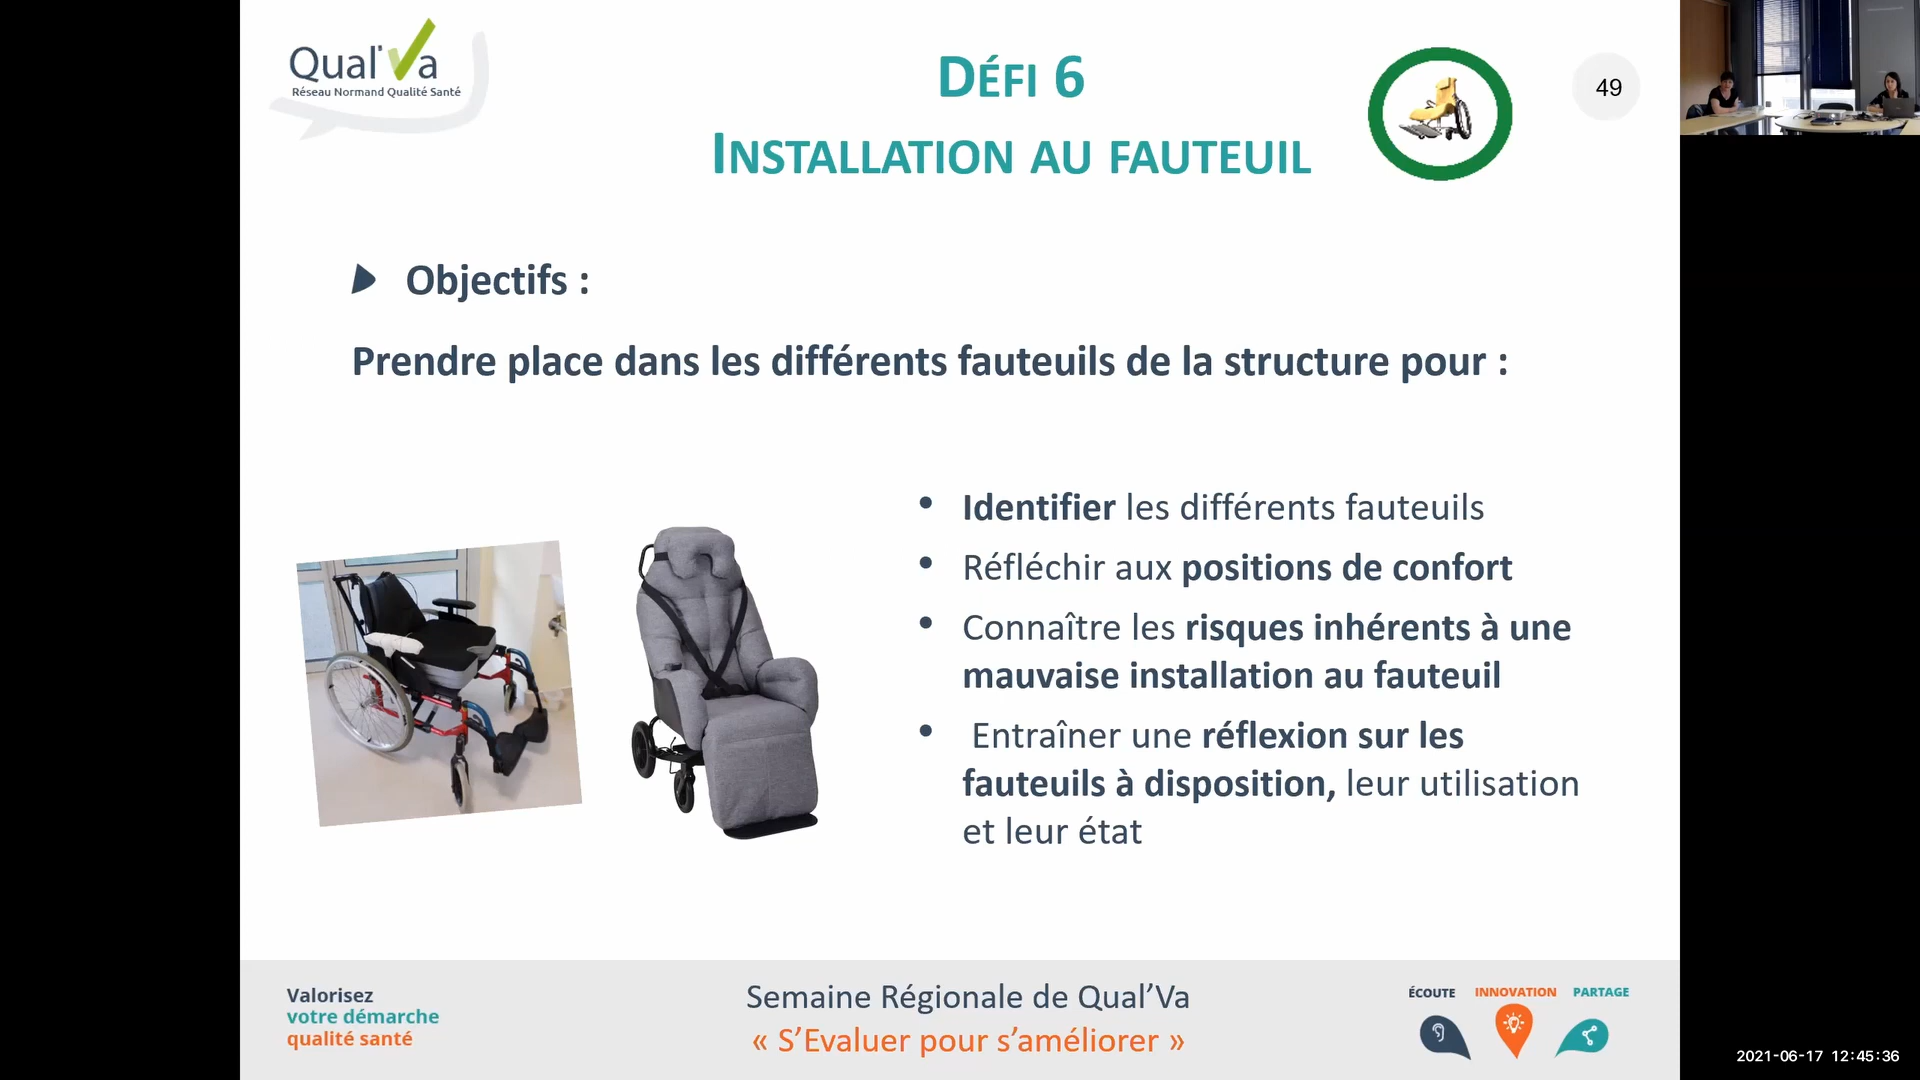 Qual'Va
Réseau Normand Qualité Santé
DÉFI 6
INSTALLATION AU FAUTEUIL
49
Objectifs :
Prendre place dans les différents fauteuils de la structure pour :
• Identifier les différents fauteuils
• Réfléchir aux positions de confort
• Connaître les risques inhérents à une
mauvaise installation au fauteuil
• Entraîner une réflexion sur les
fauteuils à disposition, leur utilisation
et leur état
Valorisez
votre démarche
qualité santé
Semaine Régionale de Qual’Va
« S’Evaluer pour s’améliorer »
ÉCOUTE INNOVATION PARTAGE
2021-06-17 12:45:36